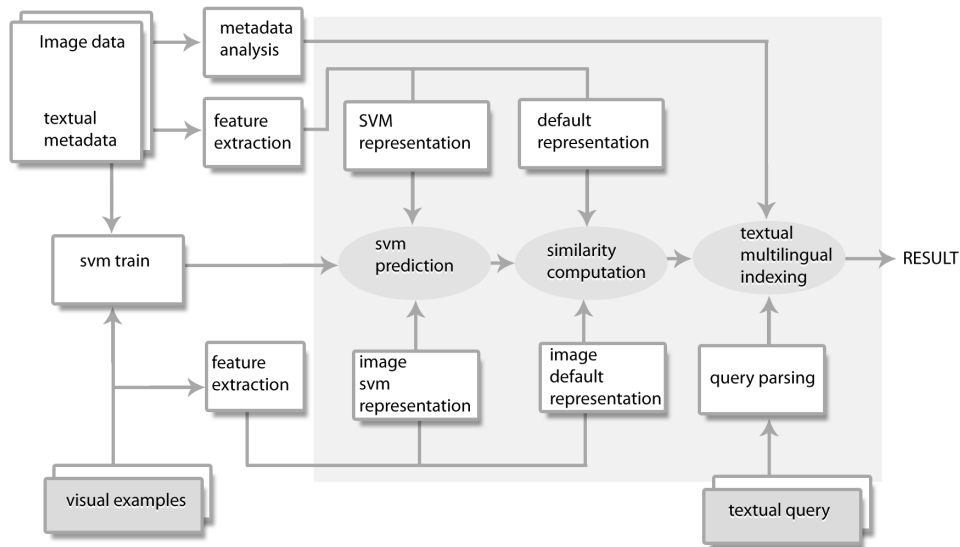 Image data
textual
metadata
metadata
analysis
feature
extraction
SVM
representation
default
representation
svm train
svm
prediction
similarity
computation
textual
multilingual
indexing
RESULT
feature
extraction
image
svm
representation
image
default
representation
query parsing
visual examples
textual query